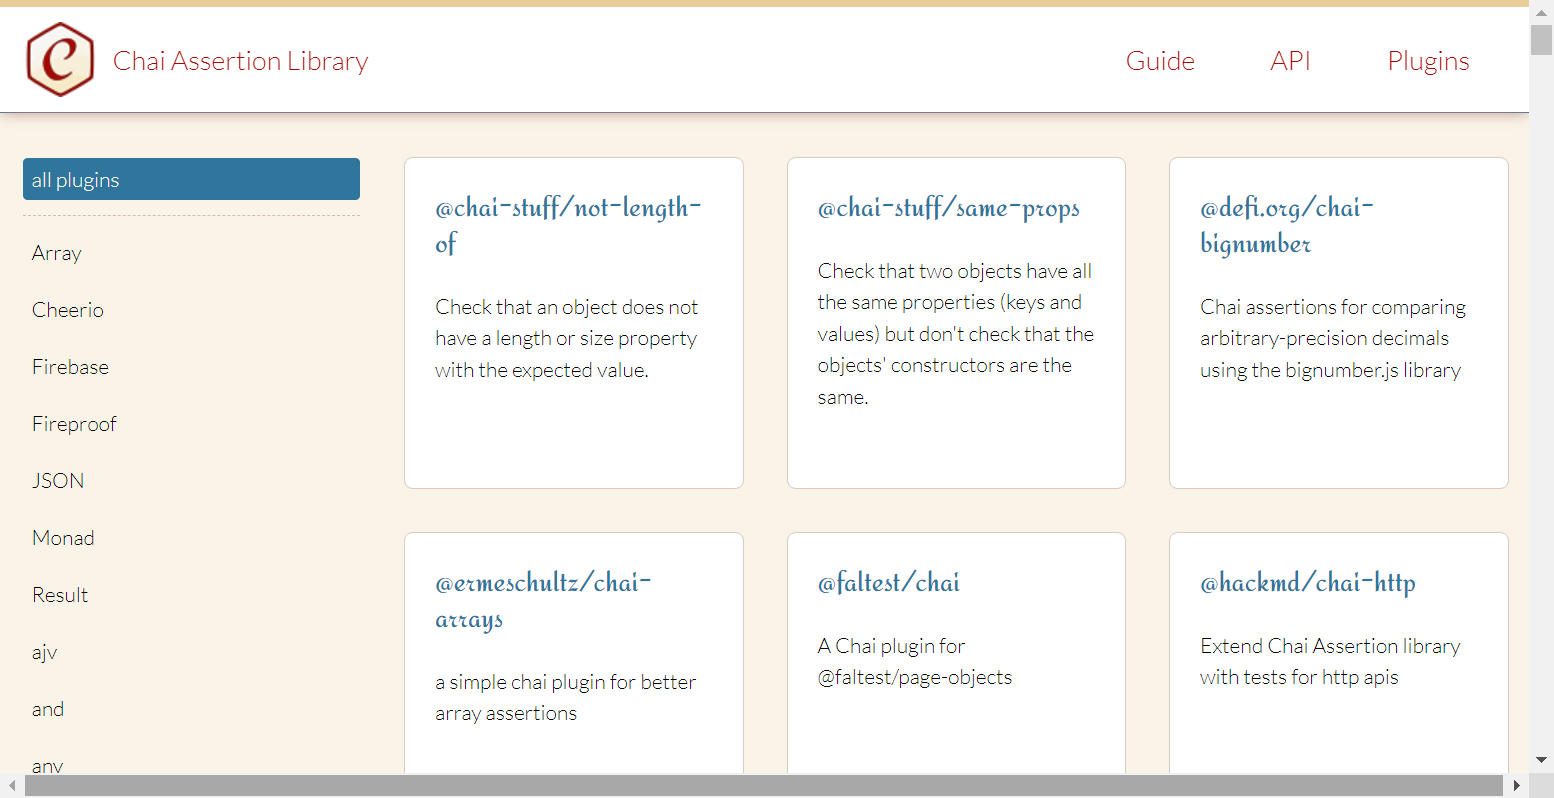 Chai Assertion Library
Guide
API
Plugins
all plugins
Array
Cheerio
Firebase
Fireproof
JSON
Monad
Result
ajv
and
any
@chai-stuff/not-length-
of
Check that an object does not
have a length or size property
with the expected value.
@chai-stuff/same-props
Check that two objects have all
the same properties (keys and
values) but don't check that the
objects' constructors are the
same.
@defi.org/chai-
bignumber
Chai assertions for comparing
arbitrary-precision decimals
using the bignumber.js library
@ermeschultz/chai-
arrays
a simple chai plugin for better
array assertions
@faltest/chai
A Chai plugin for
@faltest/page-objects
@hackmd/chai-http
Extend Chai Assertion library
with tests for http apis